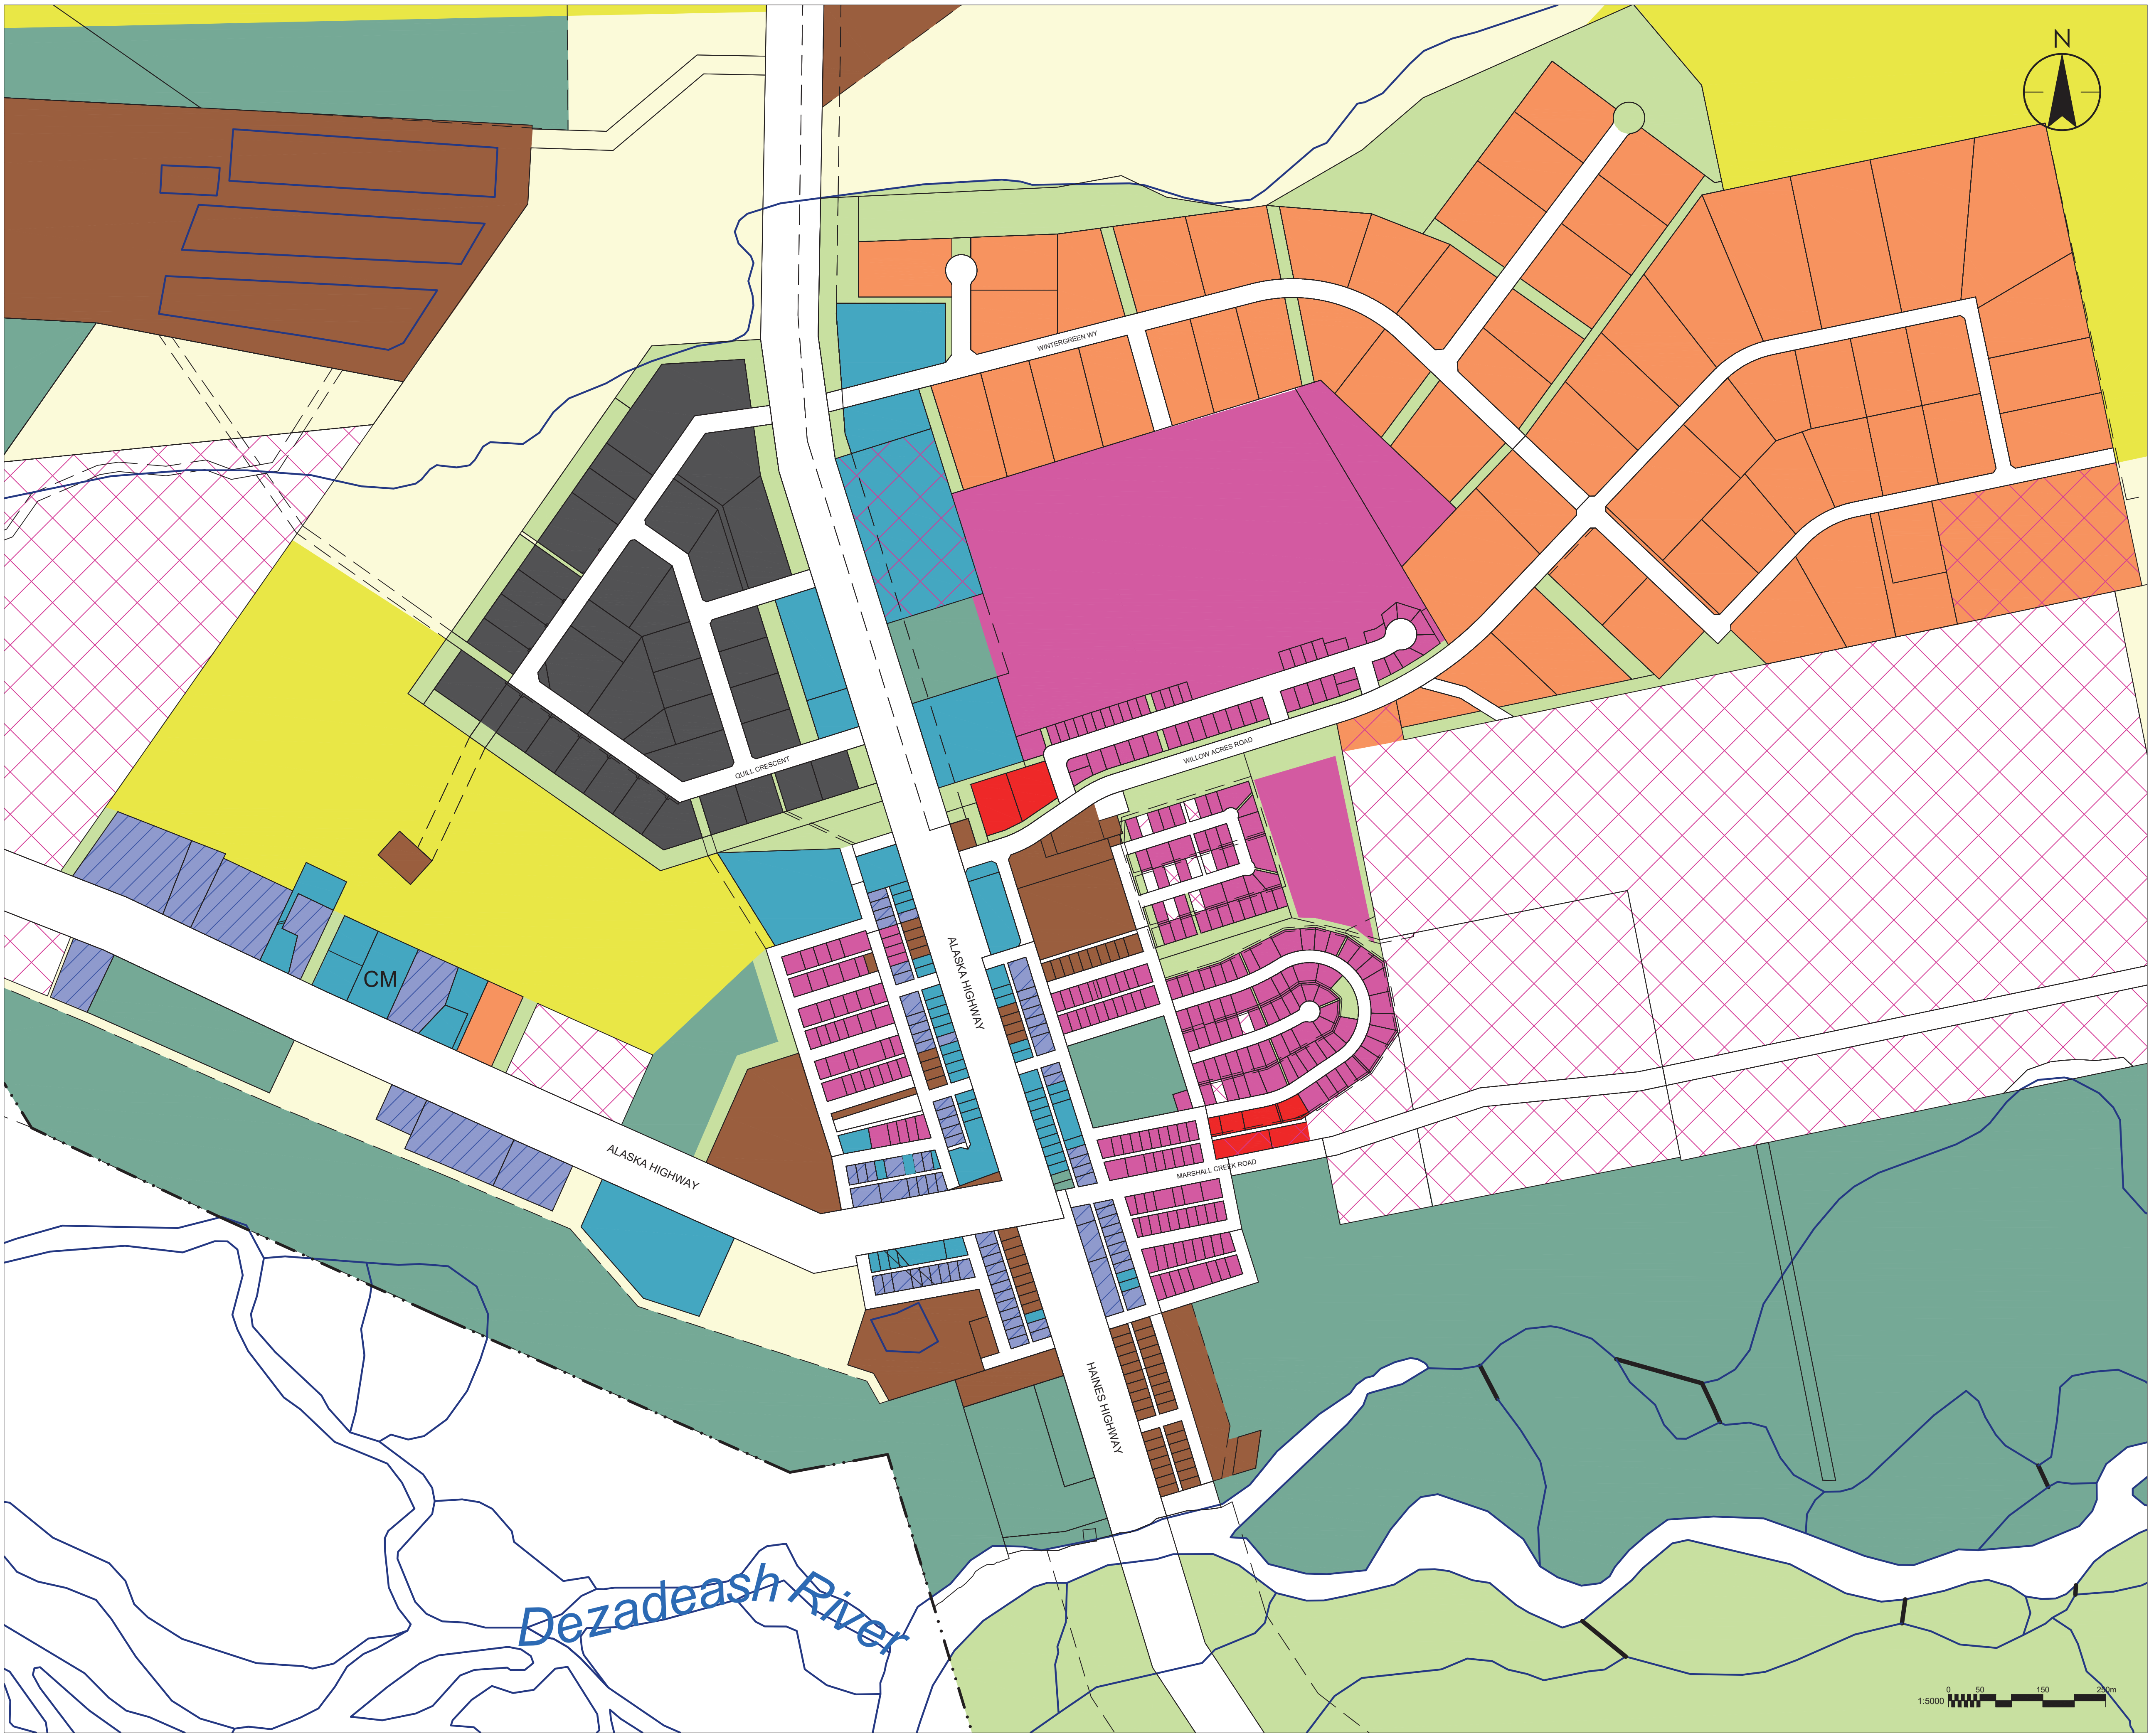 N
WINTERGREEN WY
QUILL CRESCENT
WILLOW ACRES ROAD
ALASKA HIGHWAY
CM
ALASKA HIGHWAY
MARSHALL CREEK ROAD
HAINES HIGHWAY
Dezadeash River
0 50 150 250m
1:5000